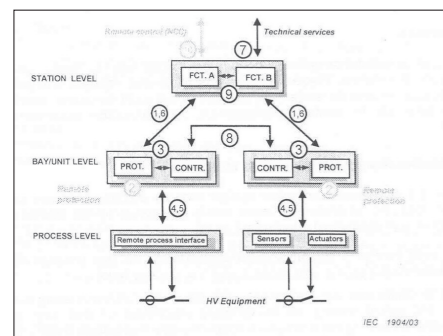 Remote control (NCC)
Technical services
10
7
FCT. A
FCT. B
STATION LEVEL
9
1,6
1,6
8
3
3
BAY/UNIT LEVEL
PROT.
CONTR.
CONTR.
PROT.
2
2
Remote
protection
Remote
protection
4,5
4,5
PROCESS LEVEL
Remote process interface
Sensors
Actuators
HV Equipment
IEC 1904/03